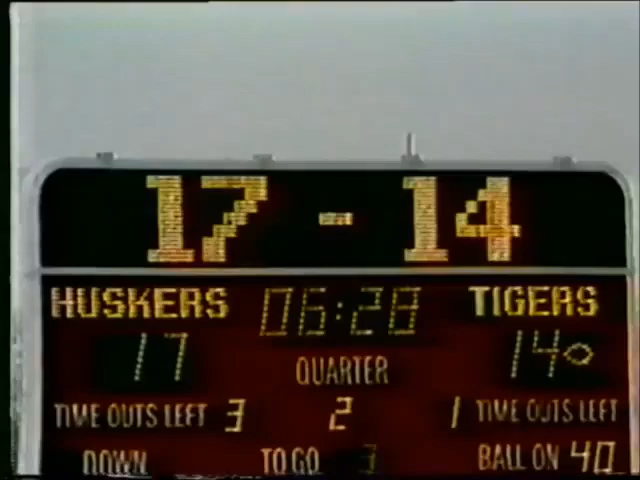 17 - 14
HUSKERS 06:28 TIGERS
17 QUARTER 14
TIME OUTS LEFT 3 2 1 TIME OUTS LEFT
DOWN TO GO 3 BALL ON 40